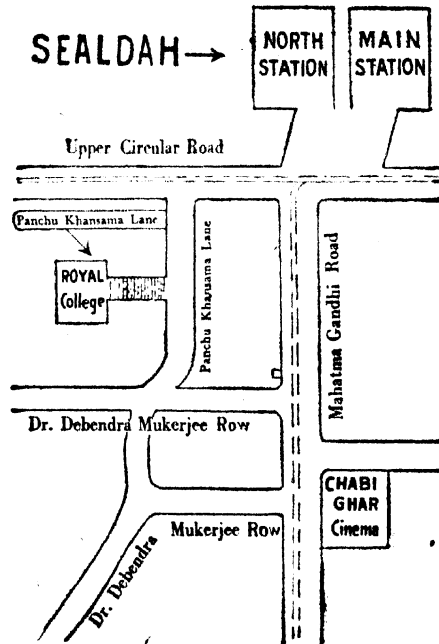 SEALDAH
NORTH
STATION
MAIN
STATION
Upper Circular Road
Panchu Khansama Lane
ROYAL
College
Panchu Khansama Lane
Mahatma Gandhi Road
Dr. Debendra Mukerjee Row
CHABI
GHAR
Cinema
Mukerjee Row
Dr. Debendra